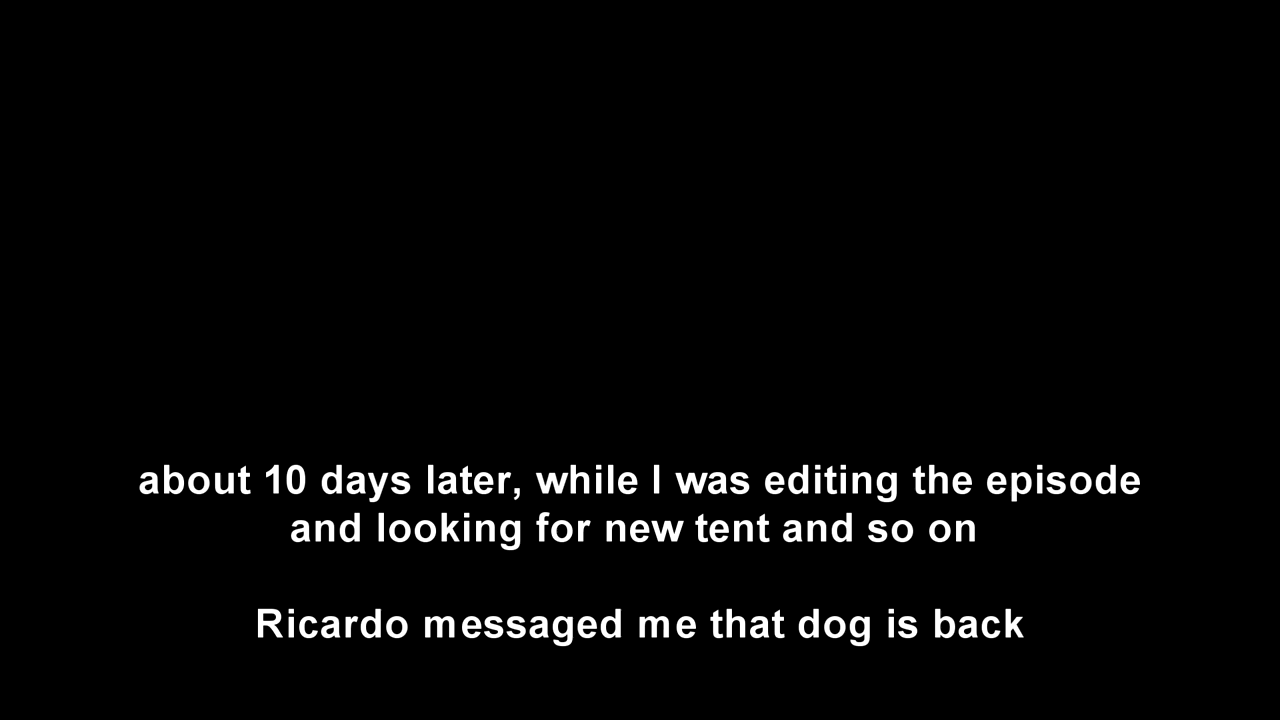 about 10 days later, while I was editing the episode
and looking for new tent and so on
Ricardo messaged me that dog is back